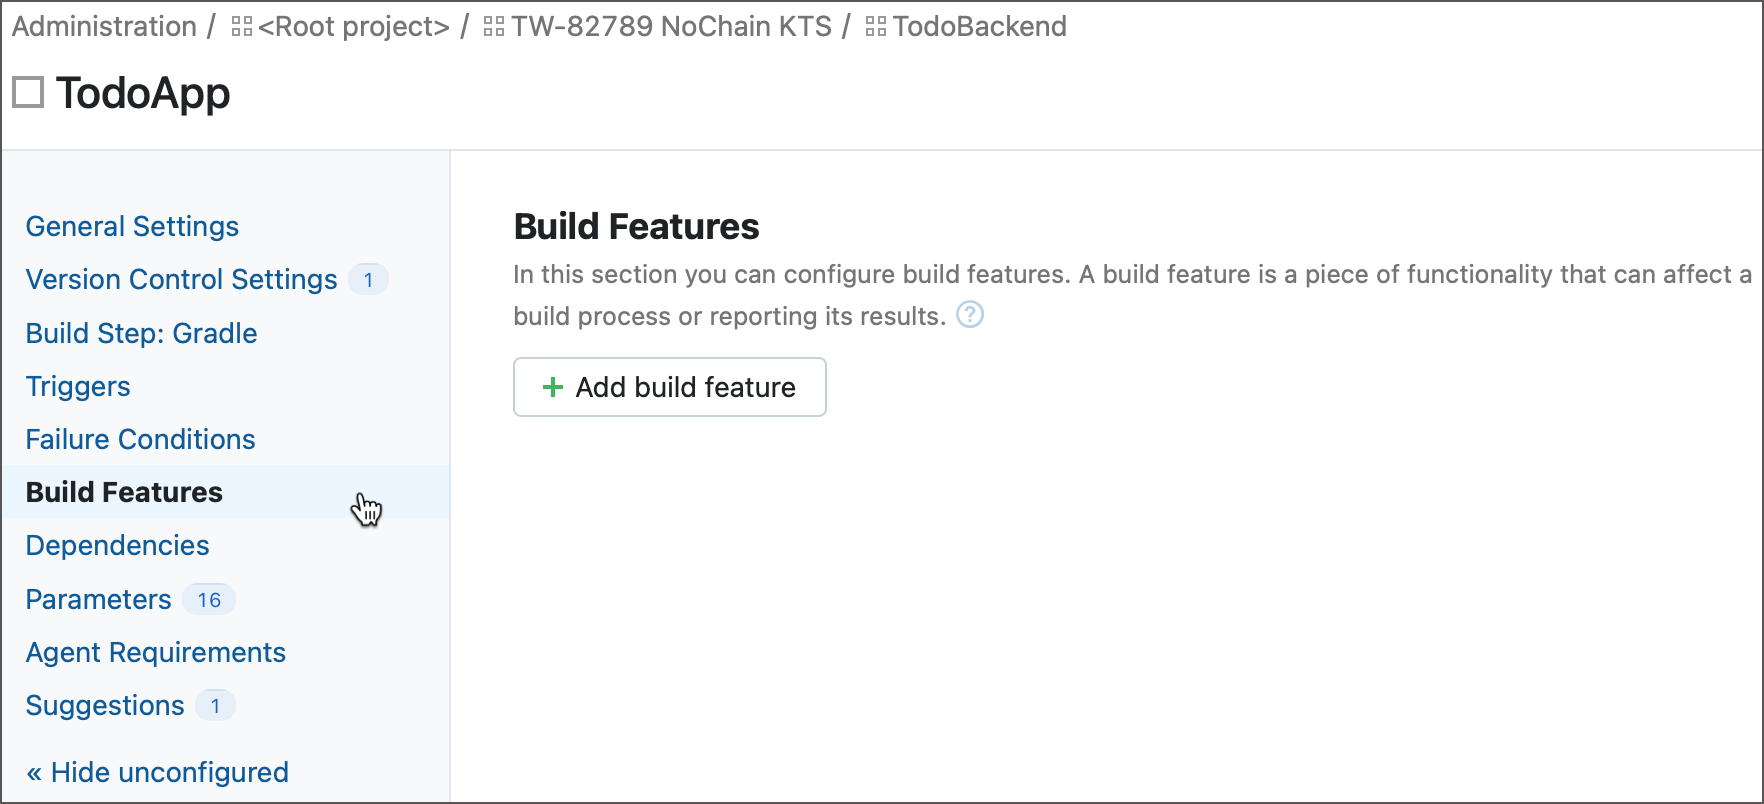 Administration / <Root project> / TW-82789 NoChain KTS / TodoBackend
TodoApp
General Settings
Version Control Settings 1
Build Step: Gradle
Triggers
Failure Conditions
Build Features
Dependencies
Parameters 16
Agent Requirements
Suggestions 1
« Hide unconfigured
Build Features
In this section you can configure build features. A build feature is a piece of functionality that can affect a
build process or reporting its results. ?
+ Add build feature